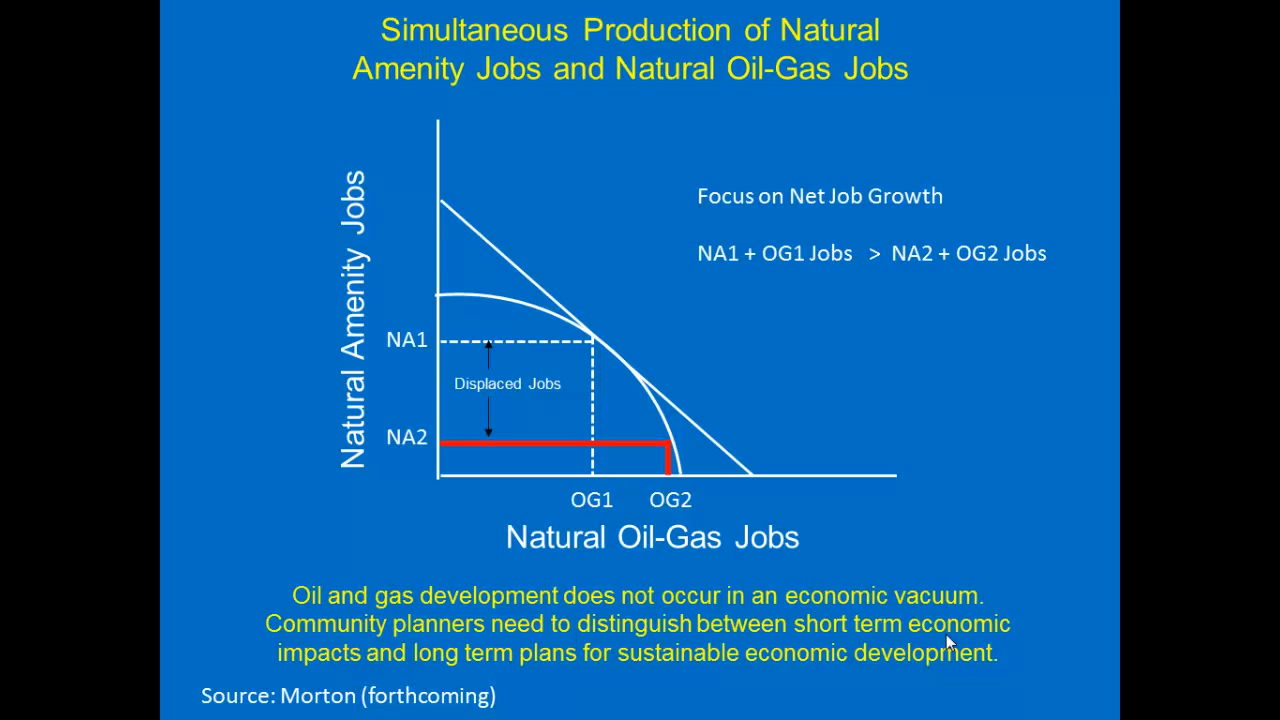 Simultaneous Production of Natural
Amenity Jobs and Natural Oil-Gas Jobs
Natural Amenity Jobs
Focus on Net Job Growth
NA1 + OG1 Jobs > NA2 + OG2 Jobs
NA1
Displaced Jobs
NA2
OG1 OG2
Natural Oil-Gas Jobs
Oil and gas development does not occur in an economic vacuum.
Community planners need to distinguish between short term economic
impacts and long term plans for sustainable economic development.
Source: Morton (forthcoming)